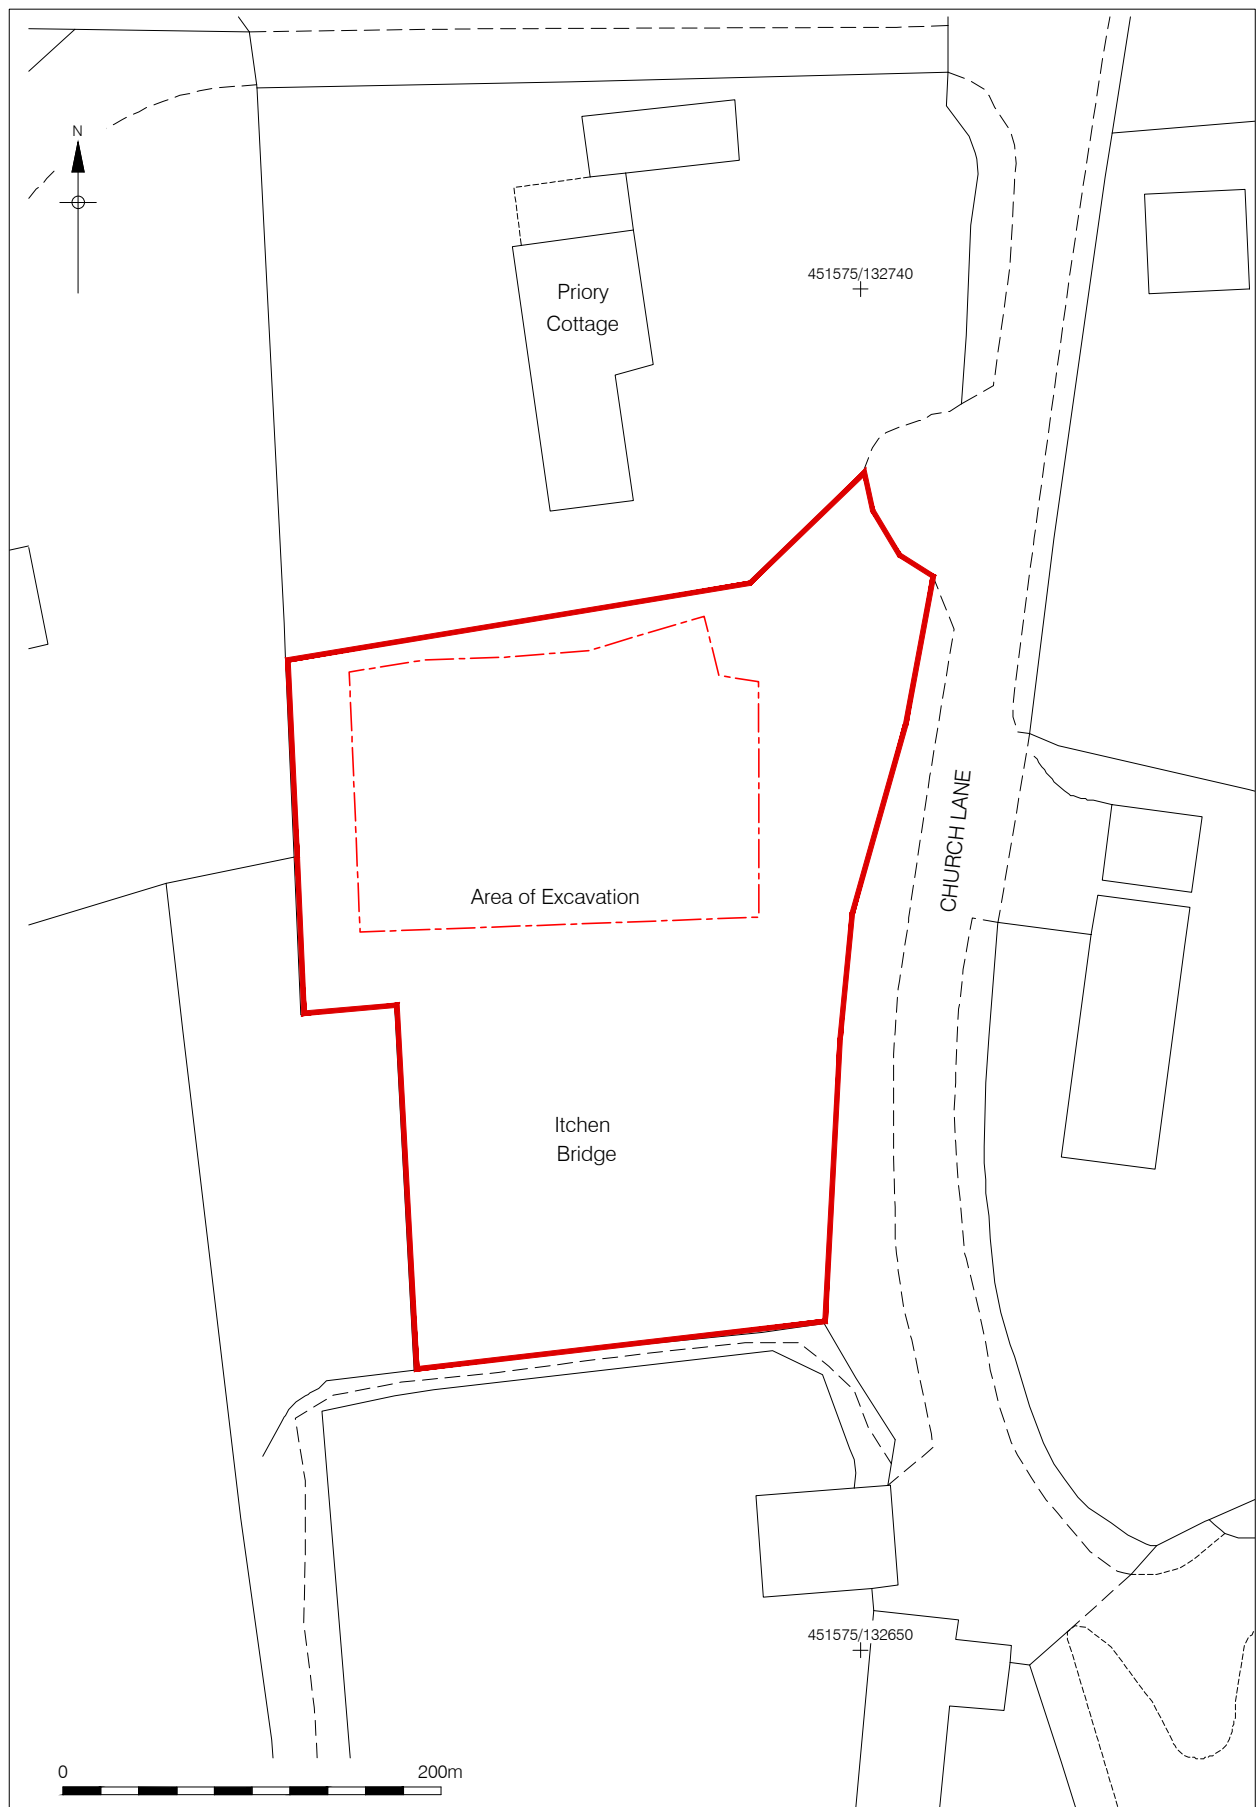 N
451575/132740
Priory
Cottage
CHURCH LANE
Area of Excavation
Itchen
Bridge
451575/132650
0
200m